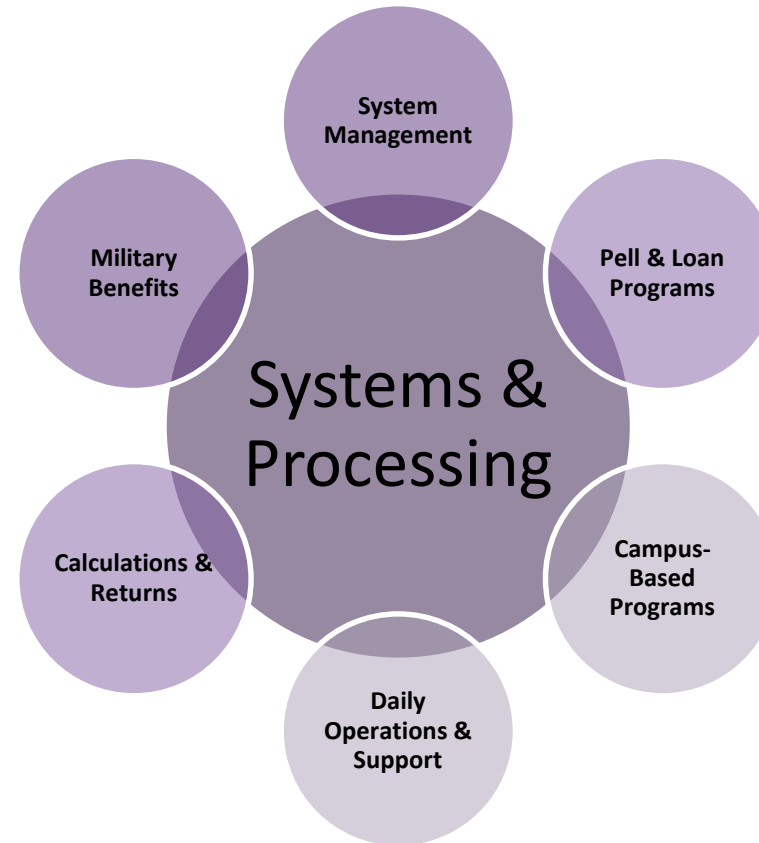 System
Management
Pell & Loan
Programs
Campus-
Based
Programs
Daily
Operations &
Support
Calculations &
Returns
Military
Benefits
Systems &
Processing